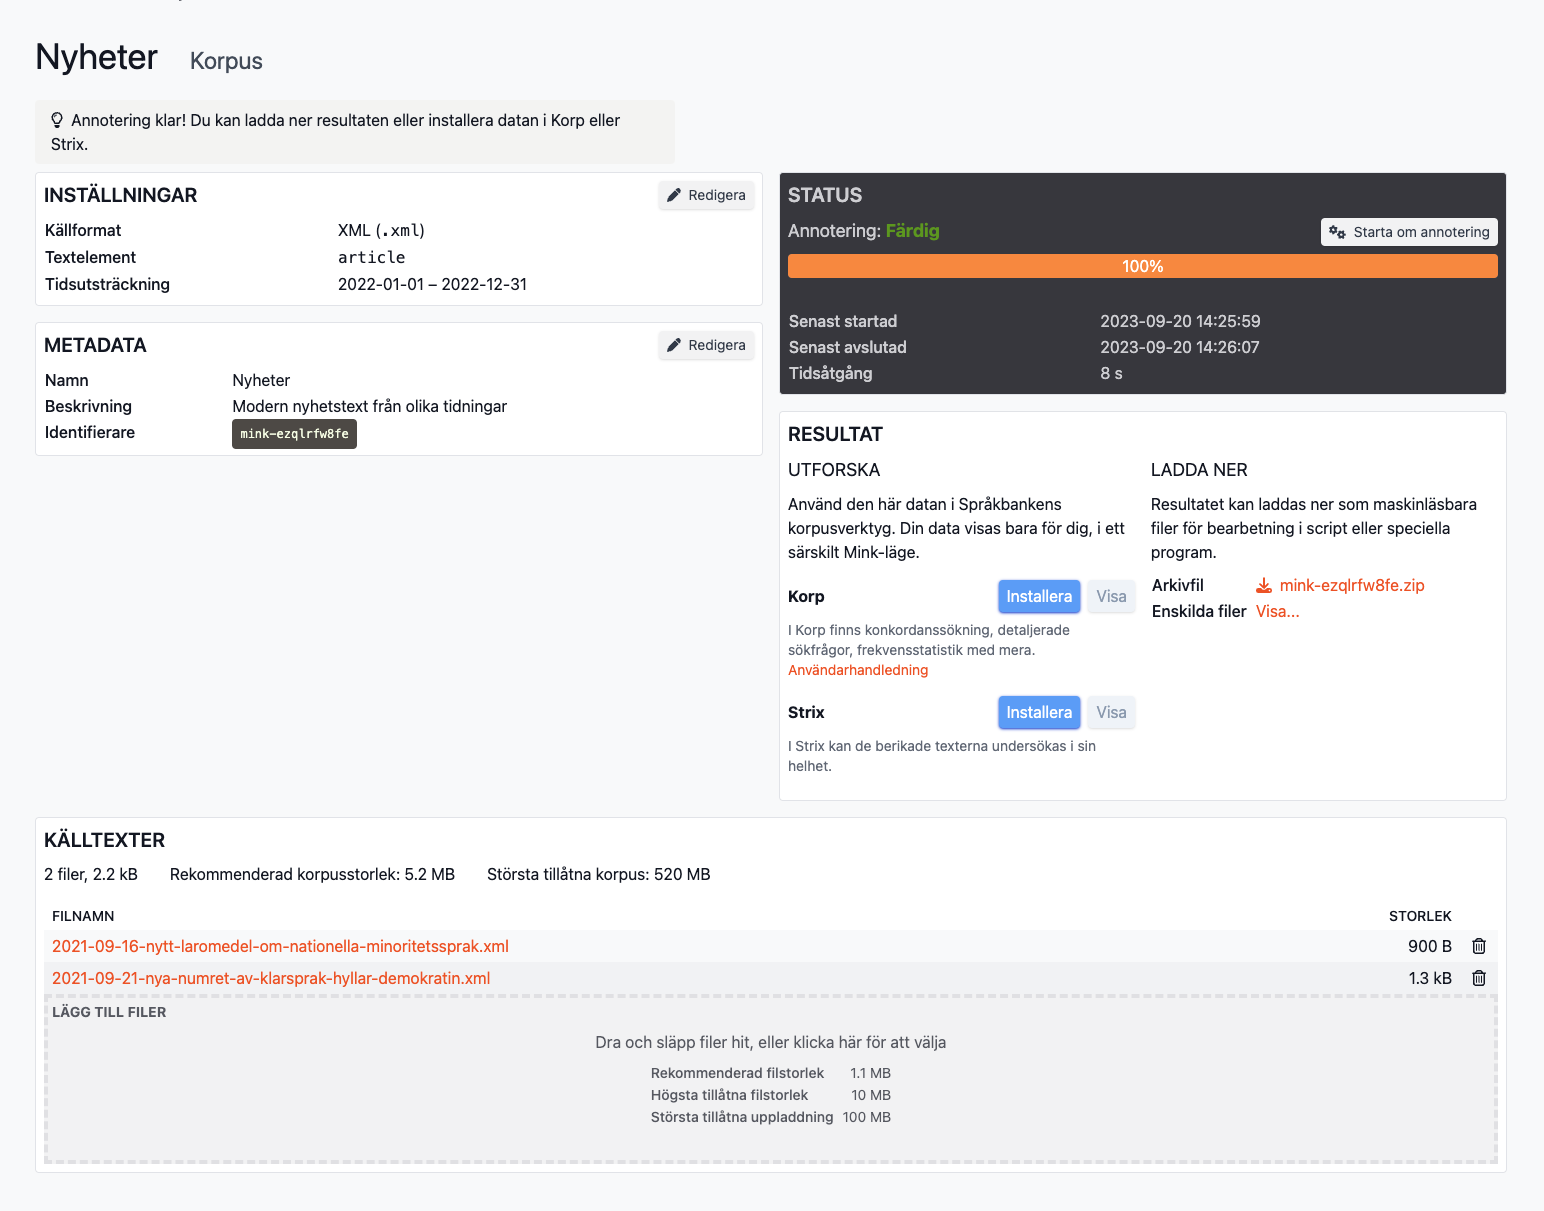 Nyheter Korpus
Annotering klar! Du kan ladda ner resultaten eller installera datan i Korp eller
Strix.
INSTÄLLNINGAR
Redigera
Källformat XML (.xml)
Textelement article
Tidsutsträckning 2022-01-01 – 2022-12-31
METADATA
Redigera
Namn Nyheter
Beskrivning Modern nyhetstext från olika tidningar
Identifierare mink-ezqlrfw8fe
STATUS
Annotering: Färdig
Starta om annotering
100%
Senast startad 2023-09-20 14:25:59
Senast avslutad 2023-09-20 14:26:07
Tidsåtgång 8 s
RESULTAT
UTFORSKA
Använd den här datan i Språkbankens
korpusverktyg. Din data visas bara för dig, i ett
särskilt Mink-läge.
Korp Installera Visa
I Korp finns konkordanssökning, detaljerade
sökfrågor, frekvensstatistik med mera.
Användarhandledning
Strix Installera Visa
I Strix kan de berikade texterna undersökas i sin
helhet.
LADDA NER
Resultatet kan laddas ner som maskinläsbara
filer för bearbetning i script eller speciella
program.
Arkivfil mink-ezqlrfw8fe.zip
Enskilda filer Visa...
KÄLLTEXTER
2 filer, 2.2 kB Rekommenderad korpusstorlek: 5.2 MB Största tillåtna korpus: 520 MB
FILNAMN STORLEK
2021-09-16-nytt-laromedel-om-nationella-minoritetssprak.xml 900 B
2021-09-21-nya-numret-av-klarsprak-hyllar-demokratin.xml 1.3 kB
LÄGG TILL FILER
Dra och släpp filer hit, eller klicka här för att välja
Rekommenderad filstorlek 1.1 MB
Högsta tillåtna filstorlek 10 MB
Största tillåtna uppladdning 100 MB